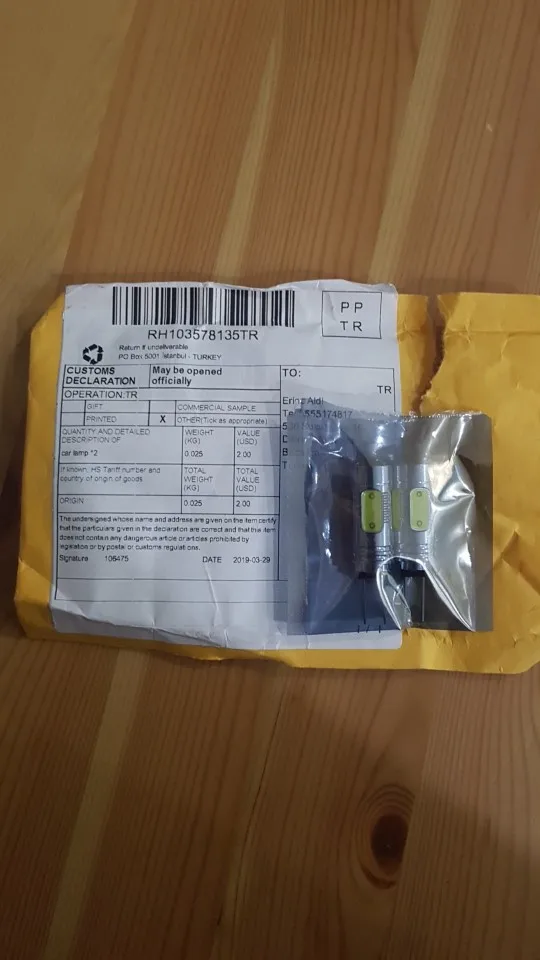 PP
TR
RH103578135TR
Return if undeliverable
PO Box 5301 İstanbul - TURKEY
CUSTOMS DECLARATION
May be opened officially
OPERATION:TR
GIFT
COMMERCIAL SAMPLE
PRINTED
X
OTHER(Tick as appropriate)
QUANTITY AND DETAILED DESCRIPTION OF
WEIGHT (KG)
VALUE (USD)
car lamp *2
0.025
2.00
If known, HS Tariff number and country of origin of goods
TOTAL WEIGHT (KG)
TOTAL VALUE (USD)
ORIGIN
0.025
2.00
The undersigned whose name and address are given on the item certify
that the particulars given in the declaration are correct and that this item
does not contain any dangerous article or articles prohibited by
legislation or by postal or customs regulations.
Signature 106475 DATE 2019-03-29
TO:
TR